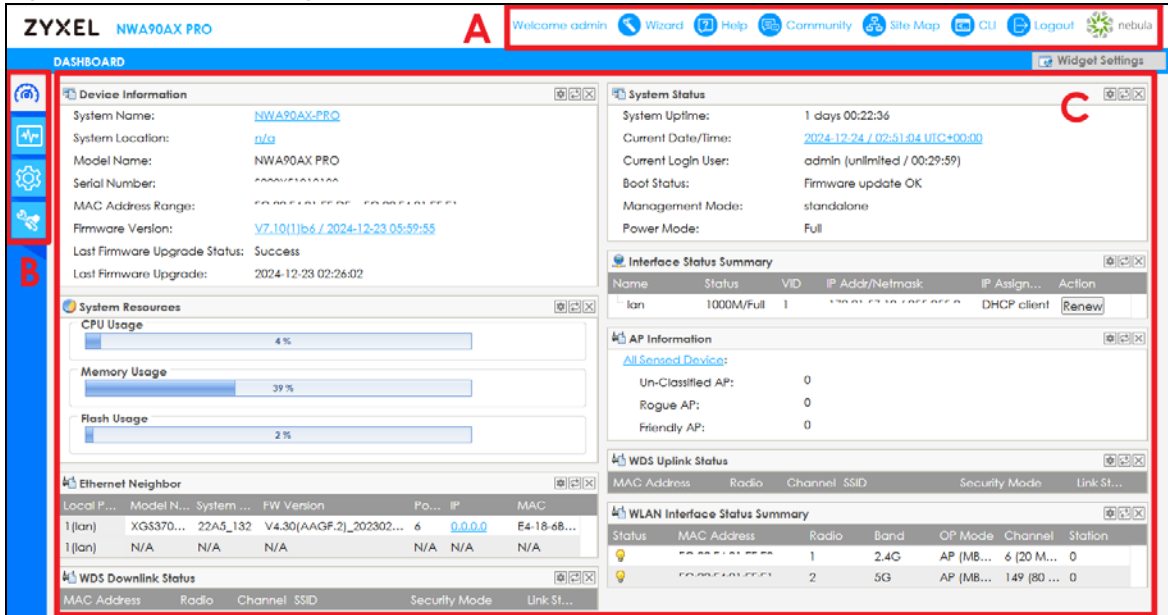 ZYXEL NWA90AX PRO
A
Welcome admin Wizard Help Community Site Map CLI Logout nebula
DASHBOARD
Widget Settings
B
C
Device Information
System Name: NWA90AX-PRO
System Location: n/a
Model Name: NWA90AX PRO
Serial Number:
MAC Address Range:
Firmware Version: V7.10(1)b6 / 2024-12-23 05:59:55
Last Firmware Upgrade Status: Success
Last Firmware Upgrade: 2024-12-23 02:26:02
System Resources
CPU Usage
4 %
Memory Usage
39 %
Flash Usage
2 %
Ethernet Neighbor
Local P... Model N... System ... FW Version Po... IP MAC
1(lan) XGS370... 22A5_132 V4.30(AAGF.2)_202302... 6 0.0.0.0 E4-18-6B...
1(lan) N/A N/A N/A N/A N/A N/A
WDS Downlink Status
MAC Address Radio Channel SSID Security Mode Link St...
System Status
System Uptime: 1 days 00:22:36
Current Date/Time: 2024-12-24 / 02:51:04 UTC+00:00
Current Login User: admin (unlimited / 00:29:59)
Boot Status: Firmware update OK
Management Mode: standalone
Power Mode: Full
Interface Status Summary
Name Status VID IP Addr/Netmask IP Assign... Action
lan 1000M/Full 1 DHCP client Renew
AP Information
All Sensed Device:
Un-Classified AP: 0
Rogue AP: 0
Friendly AP: 0
WDS Uplink Status
MAC Address Radio Channel SSID Security Mode Link St...
WLAN Interface Status Summary
Status MAC Address Radio Band OP Mode Channel Station
1 2.4G AP (MB... 6 (20 M... 0
2 5G AP (MB... 149 (80 ... 0